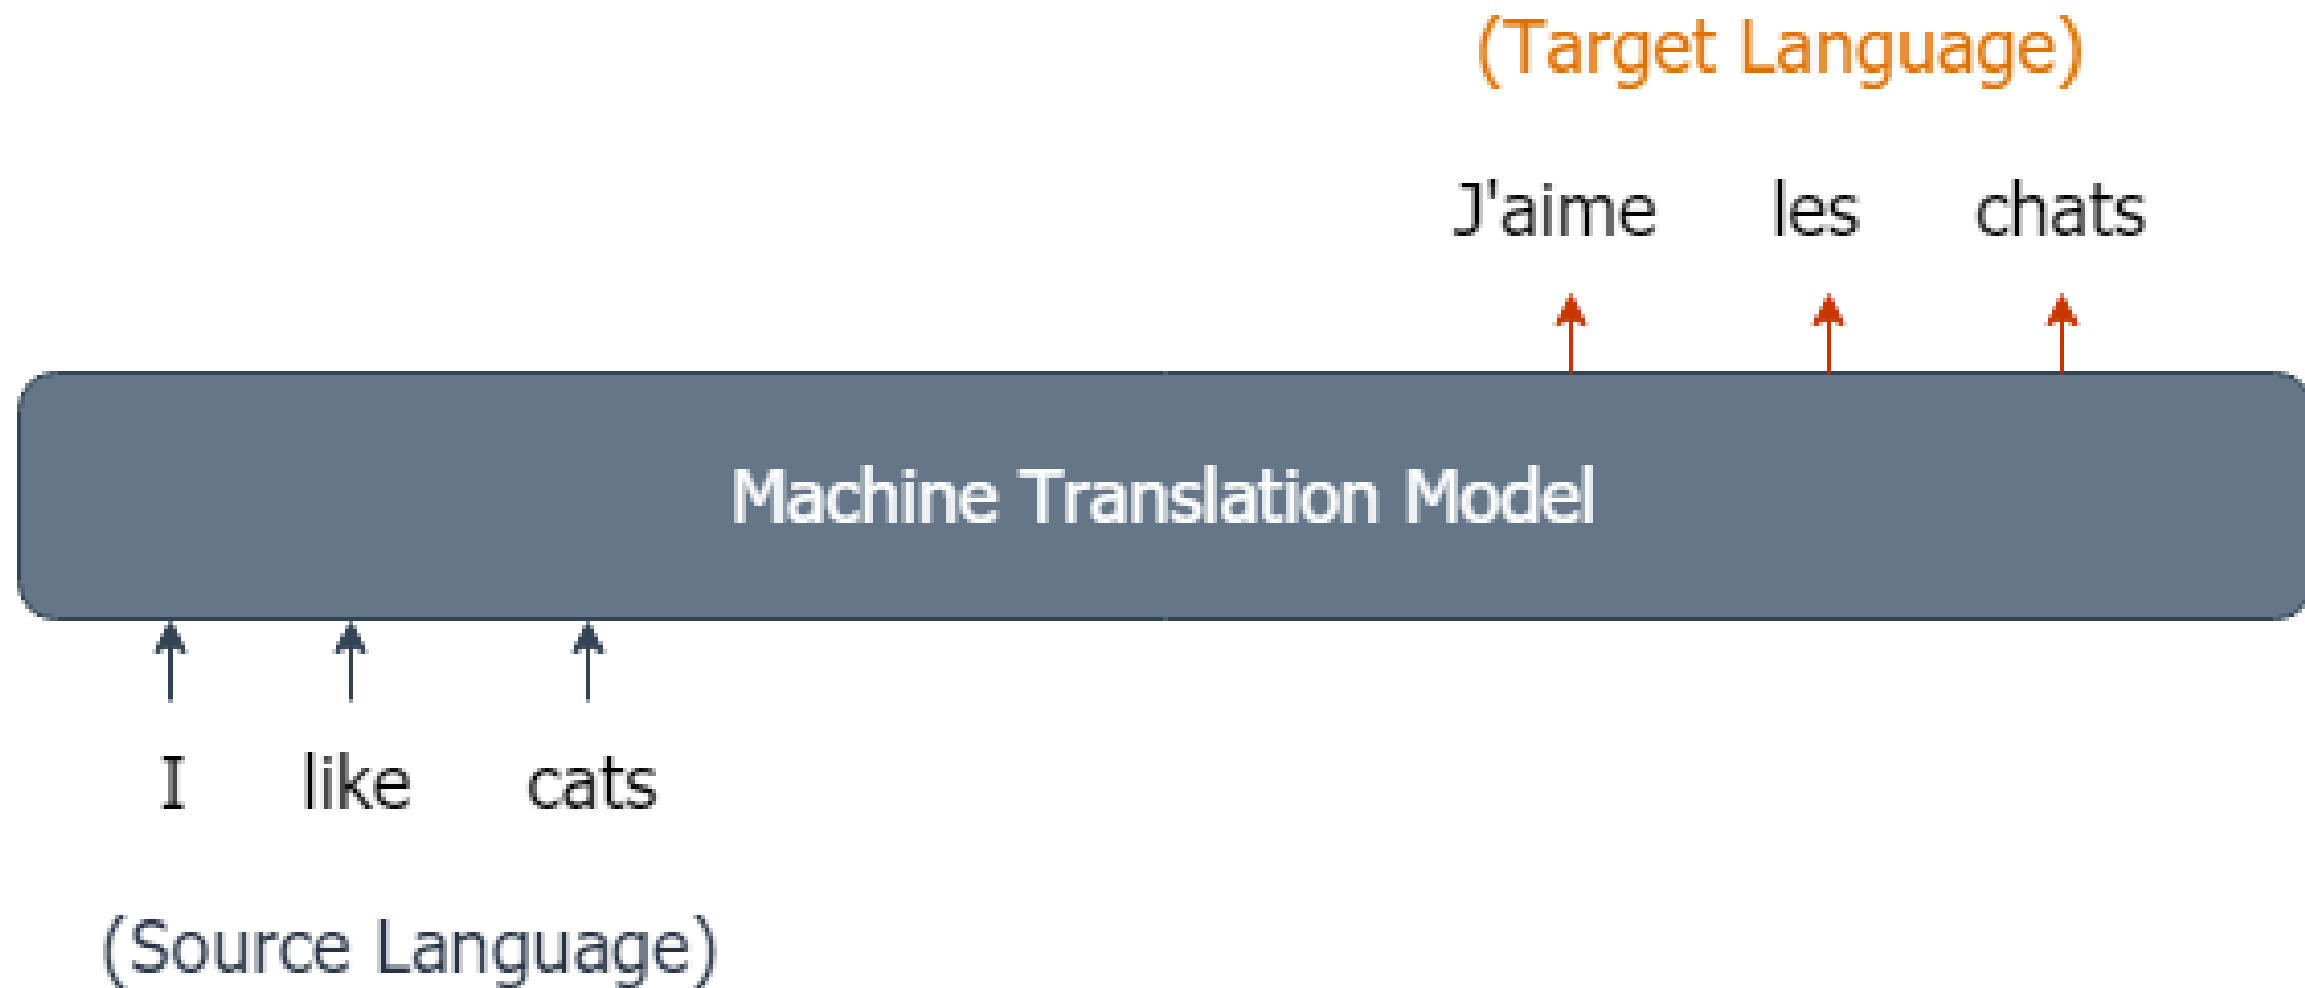 (Target Language)
J'aime les chats
Machine Translation Model
I like cats
(Source Language)